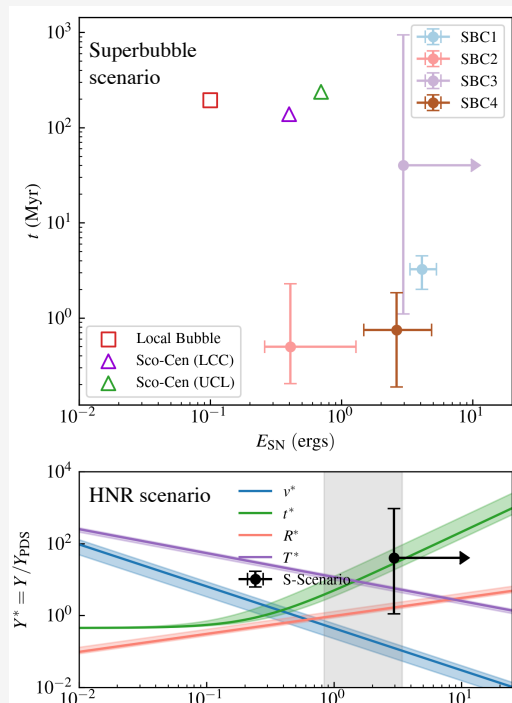 Superbubble
scenario
SBC1
SBC2
SBC3
SBC4
Local Bubble
Sco-Cen (LCC)
Sco-Cen (UCL)
t (Myr)
10³
10²
10¹
10⁰
10⁻²
10⁻¹
10⁰
10¹
E_SN (ergs)
HNR scenario
v*
t*
R*
T*
S-Scenario
Y* = Y/Y_PDS
10⁴
10²
10⁰
10⁻²
10⁻²
10⁻¹
10⁰
10¹